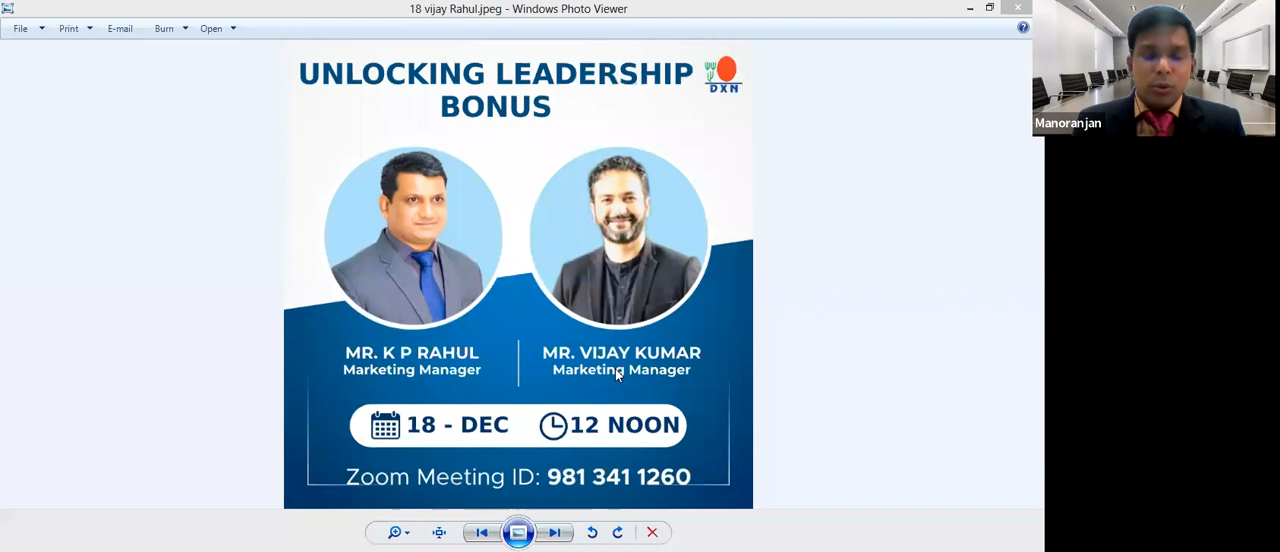 18 vijay Rahul.jpeg - Windows Photo Viewer
File Print E-mail Burn Open
UNLOCKING LEADERSHIP
BONUS
DXN
MR. K P RAHUL
Marketing Manager
MR. VIJAY KUMAR
Marketing Manager
18 - DEC 12 NOON
Zoom Meeting ID: 981 341 1260
Manoranjan